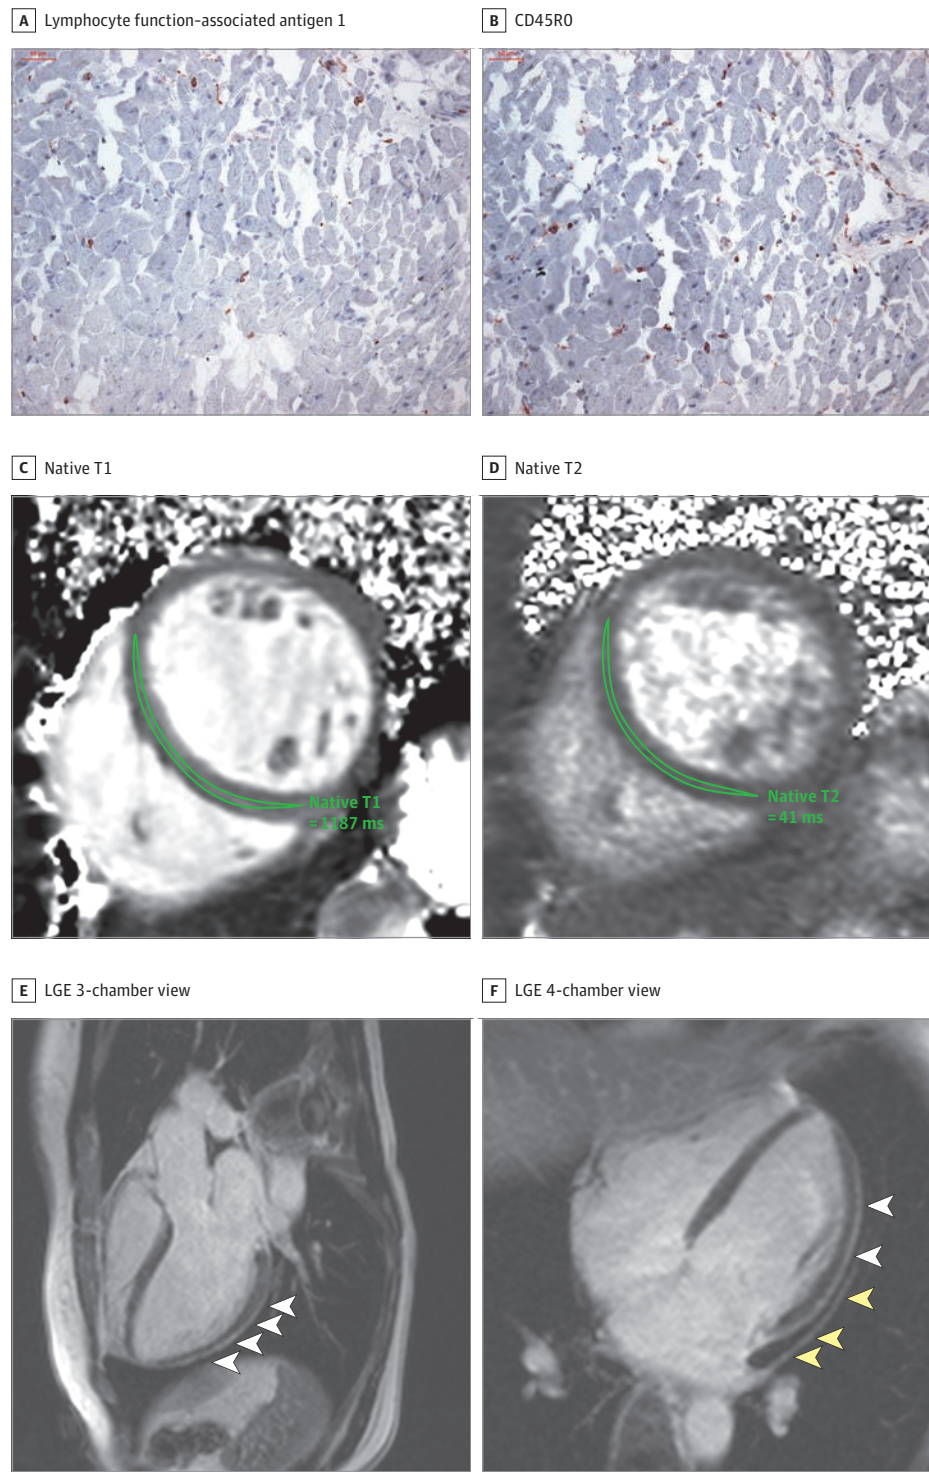 A Lymphocyte function-associated antigen 1
B CD45R0
C Native T1
D Native T2
Native T1
= 1187 ms
Native T2
= 41 ms
E LGE 3-chamber view
F LGE 4-chamber view